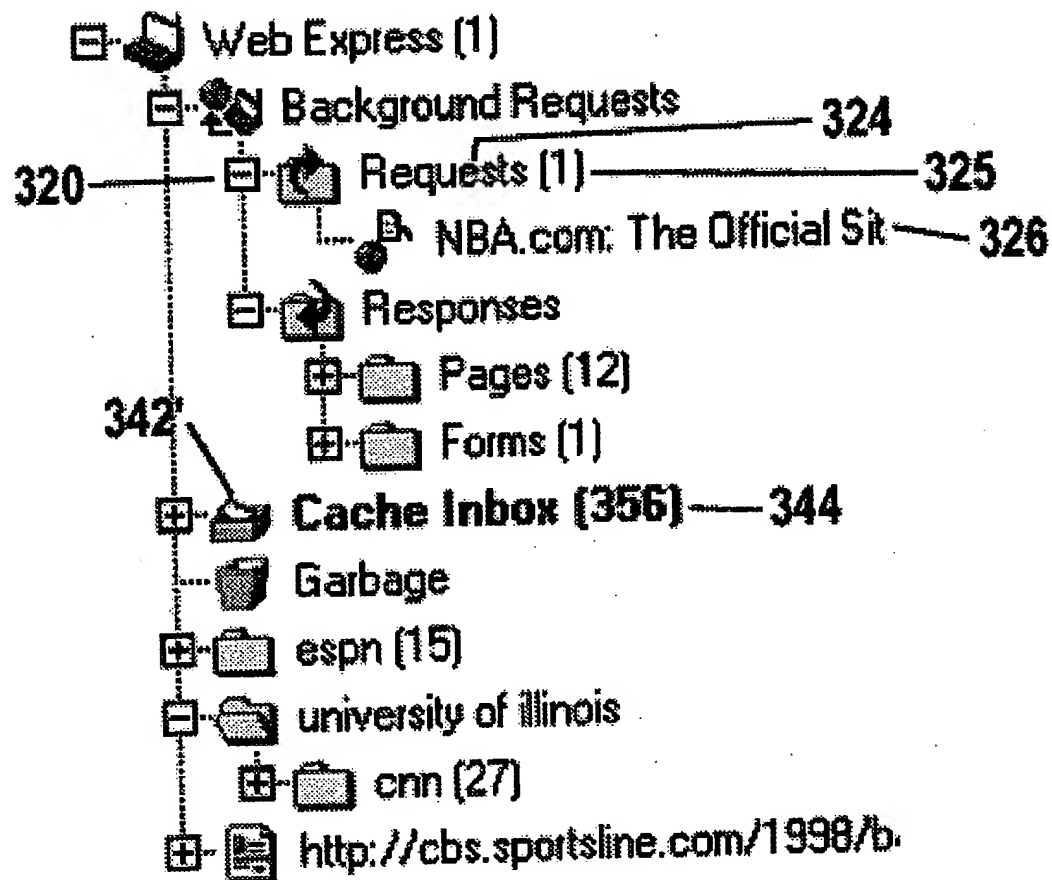 Web Express (1)
Background Requests
324
320
Requests (1)
325
NBA.com: The Official Sit
326
Responses
Pages (12)
342'
Forms (1)
Cache Inbox (356)
344
Garbage
espn (15)
university of illinois
cnn (27)
http://cbs.sportsline.com/1998/b